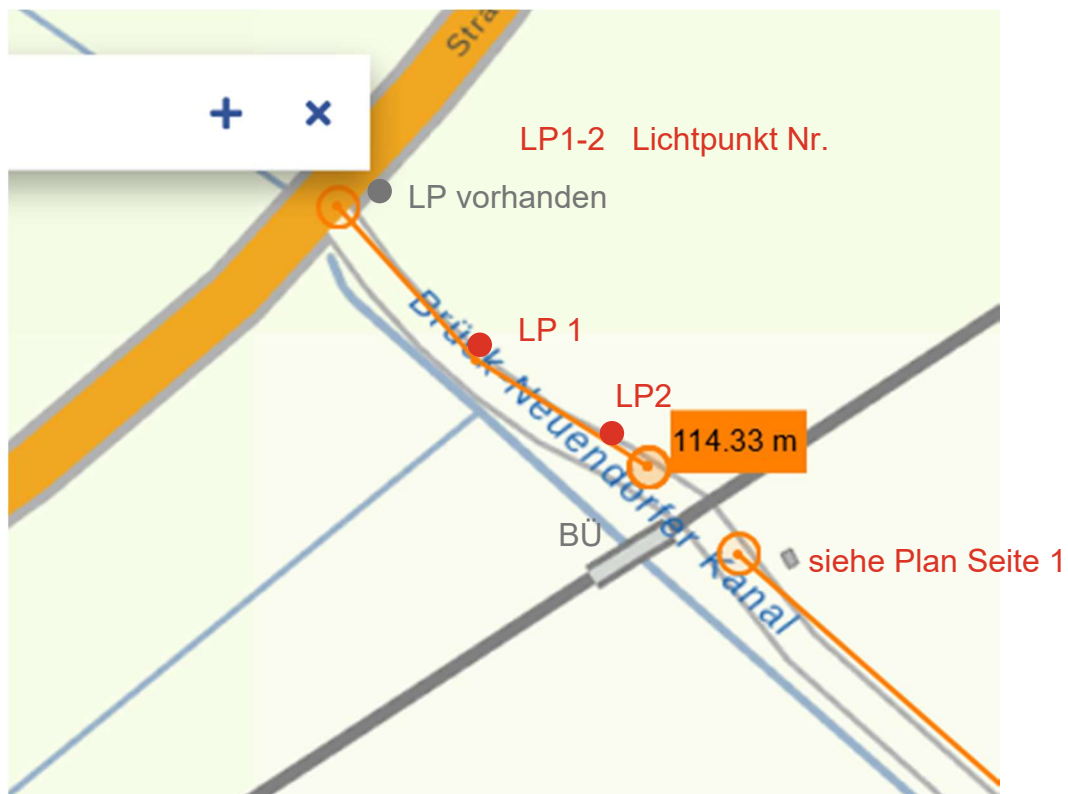 Stra
LP1-2 Lichtpunkt Nr.
LP vorhanden
LP 1
LP2
114.33 m
Brück-Neuendorfer Kanal
BÜ
siehe Plan Seite 1